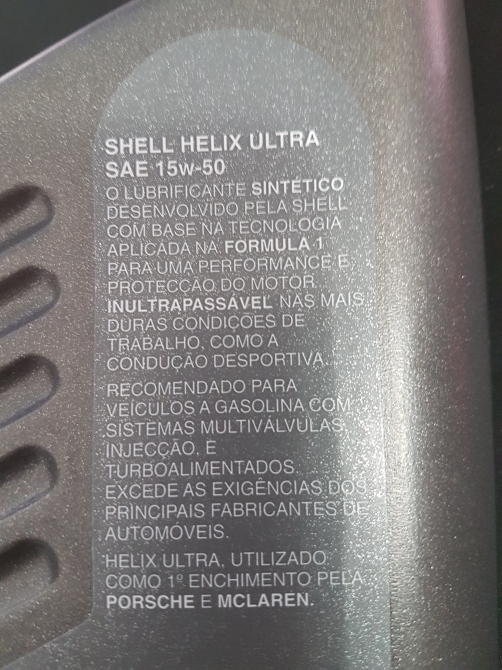 SHELL HELIX ULTRA
SAE 15w-50
O LUBRIFICANTE SINTÉTICO
DESENVOLVIDO PELA SHELL
COM BASE NA TECNOLOGIA
APLICADA NA FORMULA 1
PARA UMA PERFORMANCE E
PROTECÇÃO DO MOTOR
INULTRAPASSÁVEL NAS MAIS
DURAS CONDIÇÕES DE
TRABALHO, COMO A
CONDUÇÃO DESPORTIVA.
RECOMENDADO PARA
VEÍCULOS A GASOLINA COM
SISTEMAS MULTIVÁLVULAS,
INJECÇÃO, E
TURBOALIMENTADOS.
EXCEDE AS EXIGÊNCIAS DOS
PRINCIPAIS FABRICANTES DE
AUTOMÓVEIS.
HELIX ULTRA, UTILIZADO
COMO 1º ENCHIMENTO PELA
PORSCHE E MCLAREN.